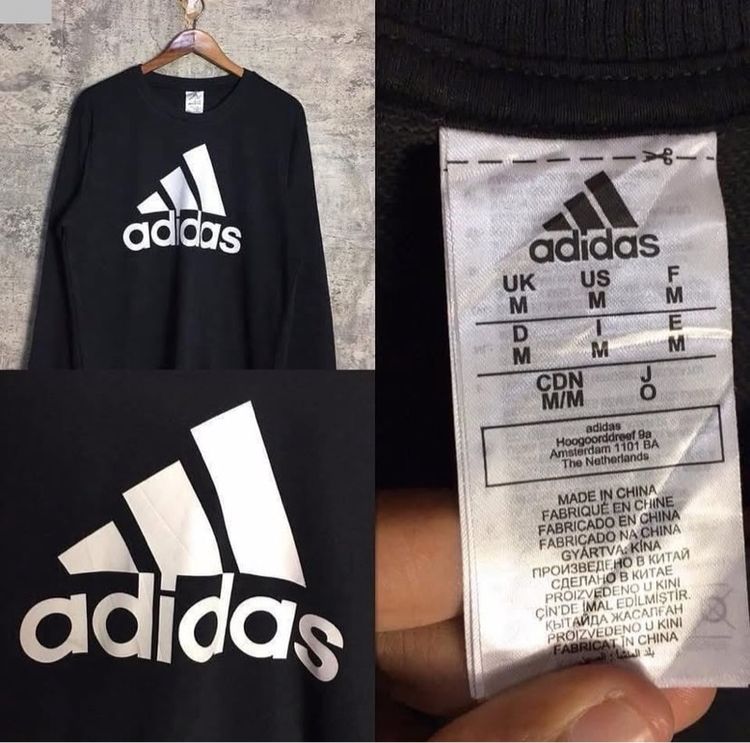 adidas
adidas
adidas
UK US F
M M M
D I E
M M M
CDN J
M/M O
adidas
Hoogoorddreef 9a
Amsterdam 1101 BA
The Netherlands
MADE IN CHINA
FABRIQUÉ EN CHINE
FABRICADO EN CHINA
FABRICADO NA CHINA
GYÁRTVA: KÍNA
ПРОИЗВЕДЕНО В КИТАЙ
СДЕЛАНО В КИТАЕ
PROIZVEDENO U KINI
ÇİN'DE İMAL EDİLMİŞTİR.
ҚЫТАЙДА ЖАСАЛҒАН
PROIZVEDENO U KINI
FABRICAT ÎN CHINA